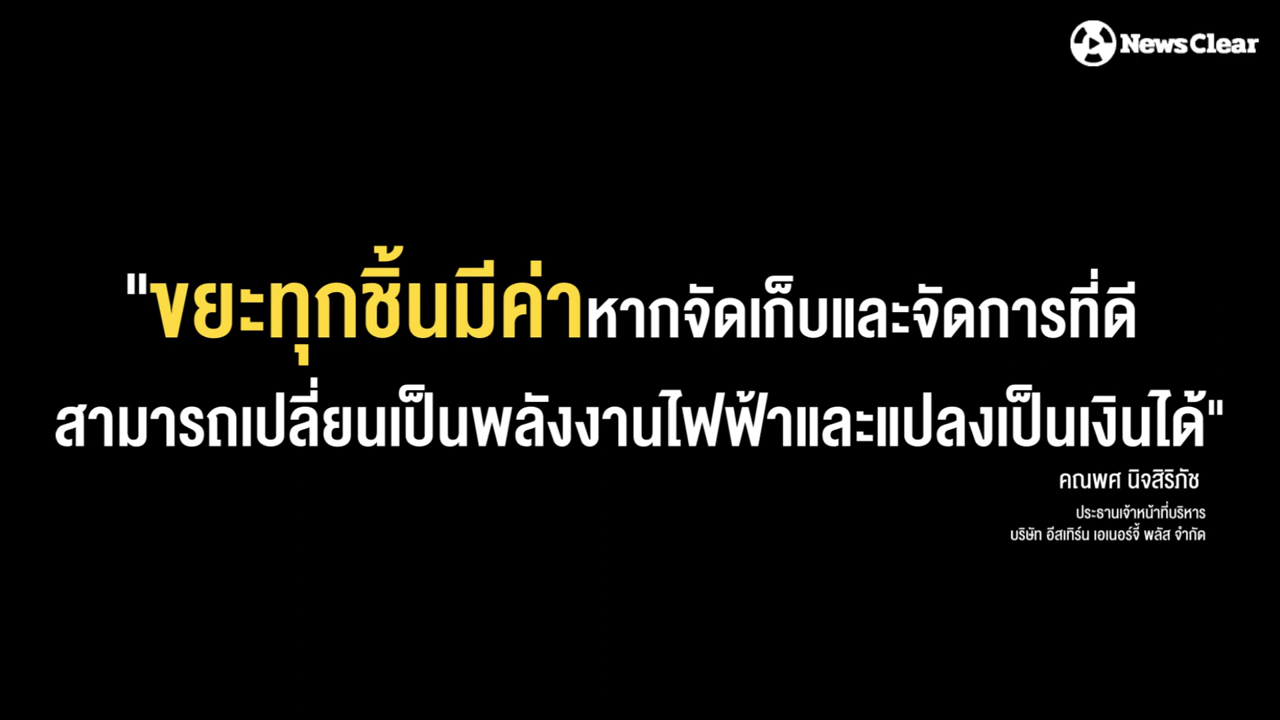 News Clear
"ขยะทุกชิ้นมีค่าหากจัดเก็บและจัดการที่ดี
สามารถเปลี่ยนเป็นพลังงานไฟฟ้าและแปลงเป็นเงินได้"
คณพศ นิจสิริภัช
ประธานเจ้าหน้าที่บริหาร
บริษัท อีสเทิร์น เอเนอร์จี้ พลัส จำกัด